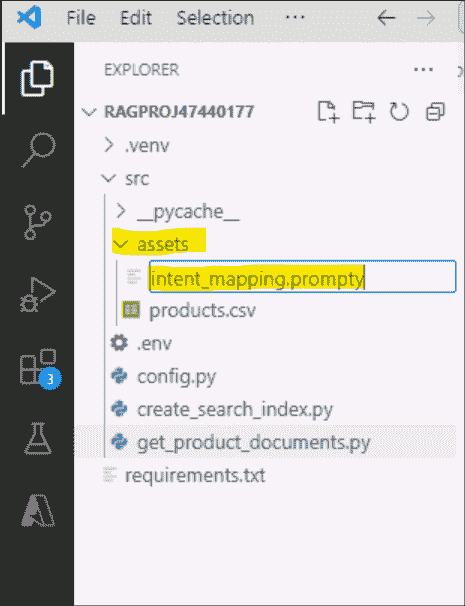 File Edit Selection ···
EXPLORER ···
RAGPROJ47440177
.venv
src
__pycache__
assets
intent_mapping.prompty
products.csv
.env
config.py
create_search_index.py
3
get_product_documents.py
requirements.txt